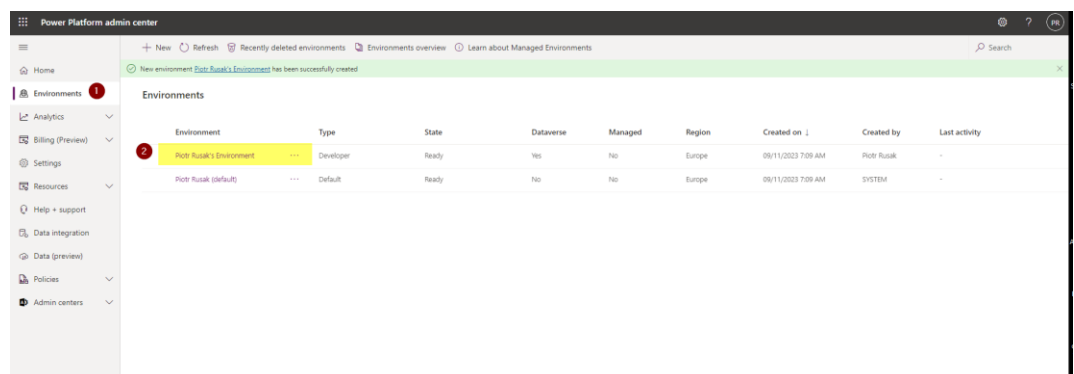 Power Platform admin center
? PR
New Refresh Recently deleted environments Environments overview Learn about Managed Environments Search
New environment Piotr Rusak's Environment has been successfully created
Home
Environments 1
Analytics
Billing (Preview)
Settings
Resources
Help + support
Data integration
Data (preview)
Policies
Admin centers
Environments
Environment Type State Dataverse Managed Region Created on ↓ Created by Last activity
2 Piotr Rusak's Environment ... Developer Ready Yes No Europe 09/11/2023 7:09 AM Piotr Rusak -
Piotr Rusak (default) ... Default Ready No No Europe 09/11/2023 7:09 AM SYSTEM -